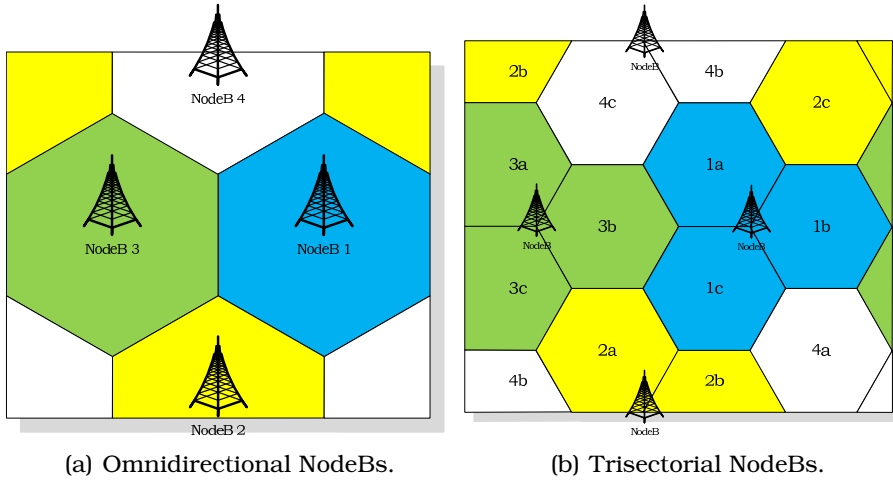 NodeB 4
NodeB 3
NodeB 1
NodeB 2
(a) Omnidirectional NodeBs.
NodeB
2b
4b
4c
2c
3a
1a
NodeB
NodeB
3b
1b
3c
1c
2a
4a
4b
2b
NodeB
(b) Trisectorial NodeBs.